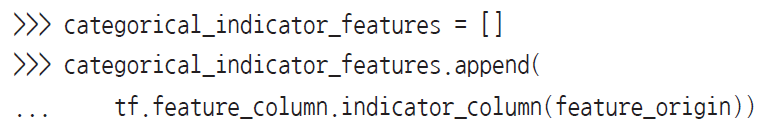 >>> categorical_indicator_features = []
>>> categorical_indicator_features.append(
...     tf.feature_column.indicator_column(feature_origin))